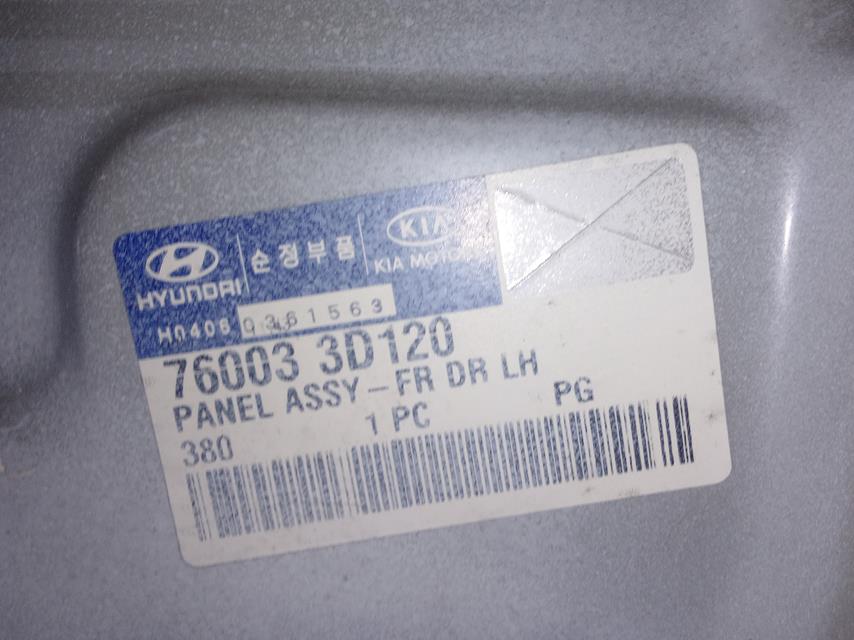 HYUNDAI
순정부품
KIA
KIA MOTORS
H0406 0361563
76003 3D120
PANEL ASSY-FR DR LH
380 1 PC PG